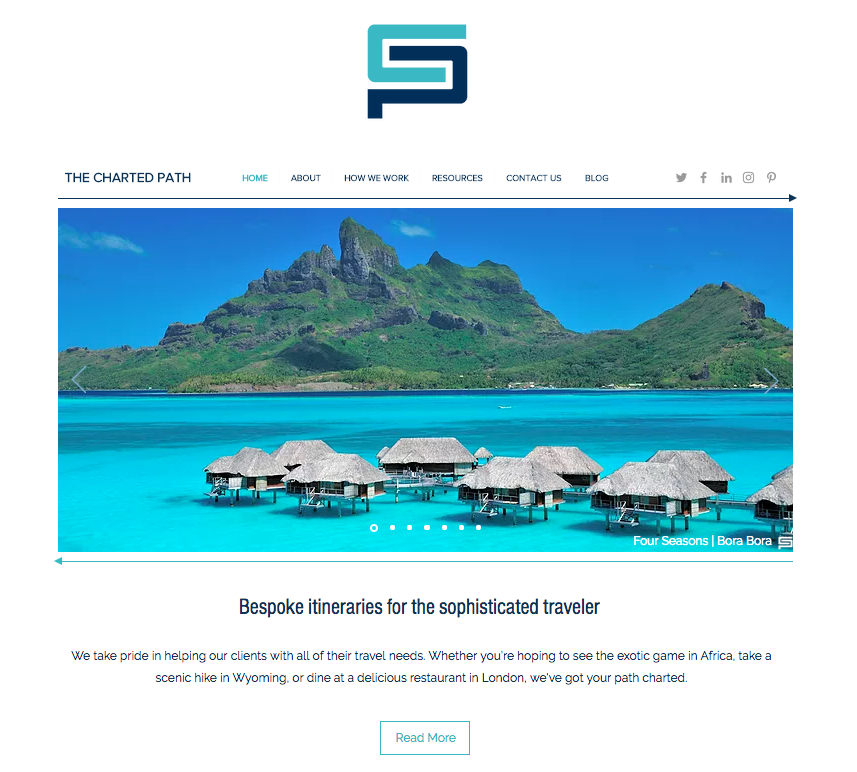 THE CHARTED PATH
HOME ABOUT HOW WE WORK RESOURCES CONTACT US BLOG
Four Seasons | Bora Bora
Bespoke itineraries for the sophisticated traveler
We take pride in helping our clients with all of their travel needs. Whether you're hoping to see the exotic game in Africa, take a
scenic hike in Wyoming, or dine at a delicious restaurant in London, we've got your path charted.
Read More